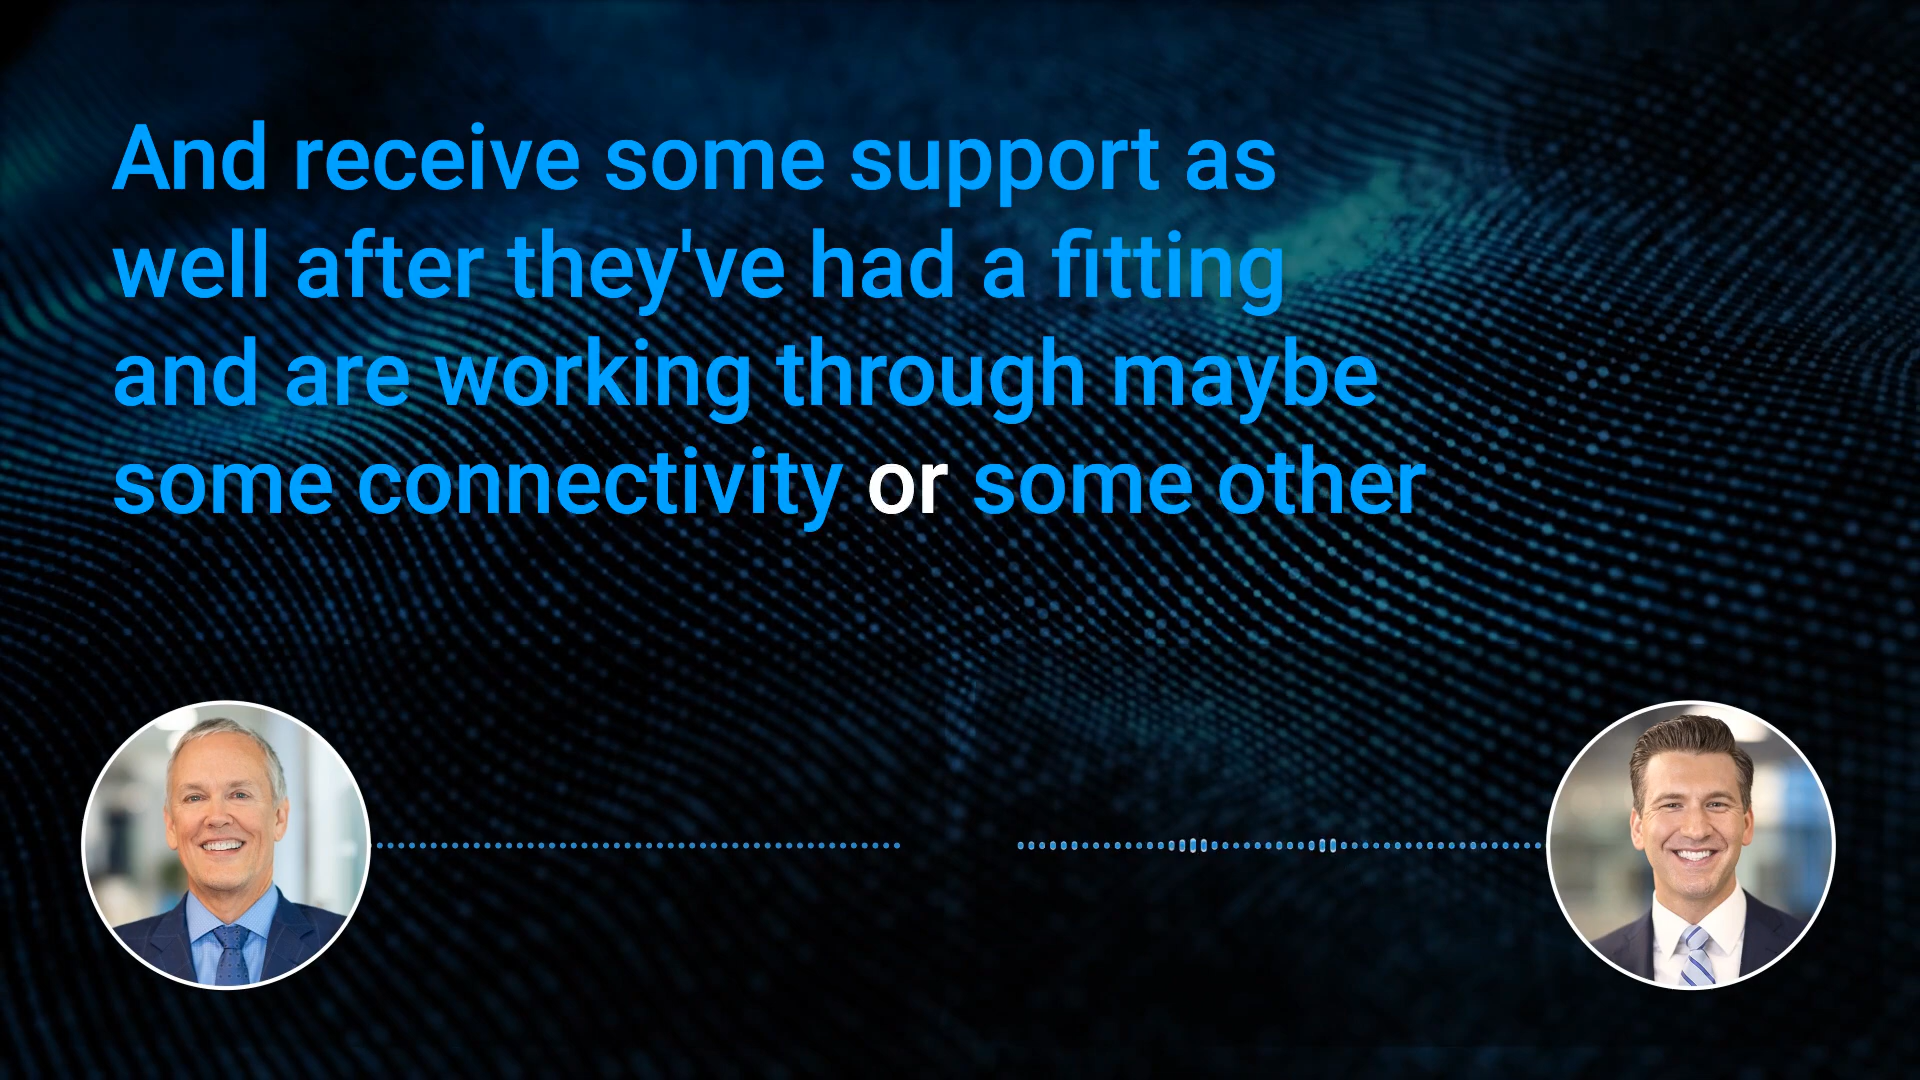 And receive some support as
well after they've had a fitting
and are working through maybe
some connectivity or some other